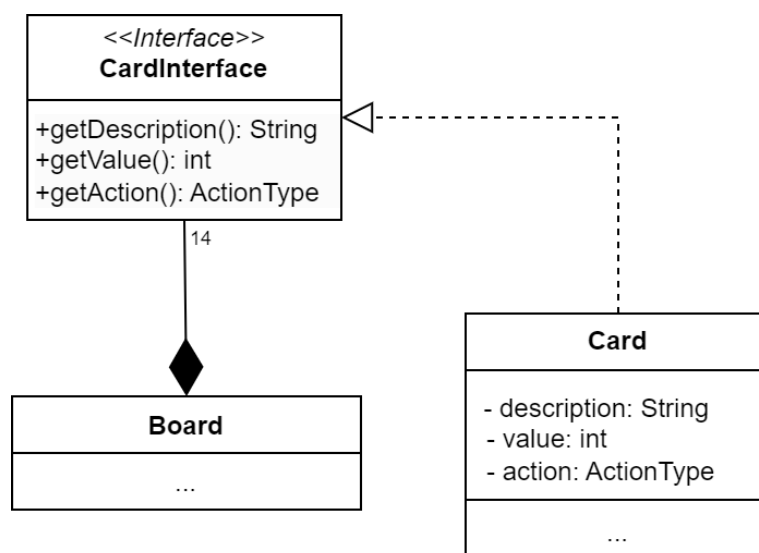 <<Interface>>
CardInterface
+getDescription(): String
+getValue(): int
+getAction(): ActionType
14
Board
...
Card
- description: String
- value: int
- action: ActionType
...